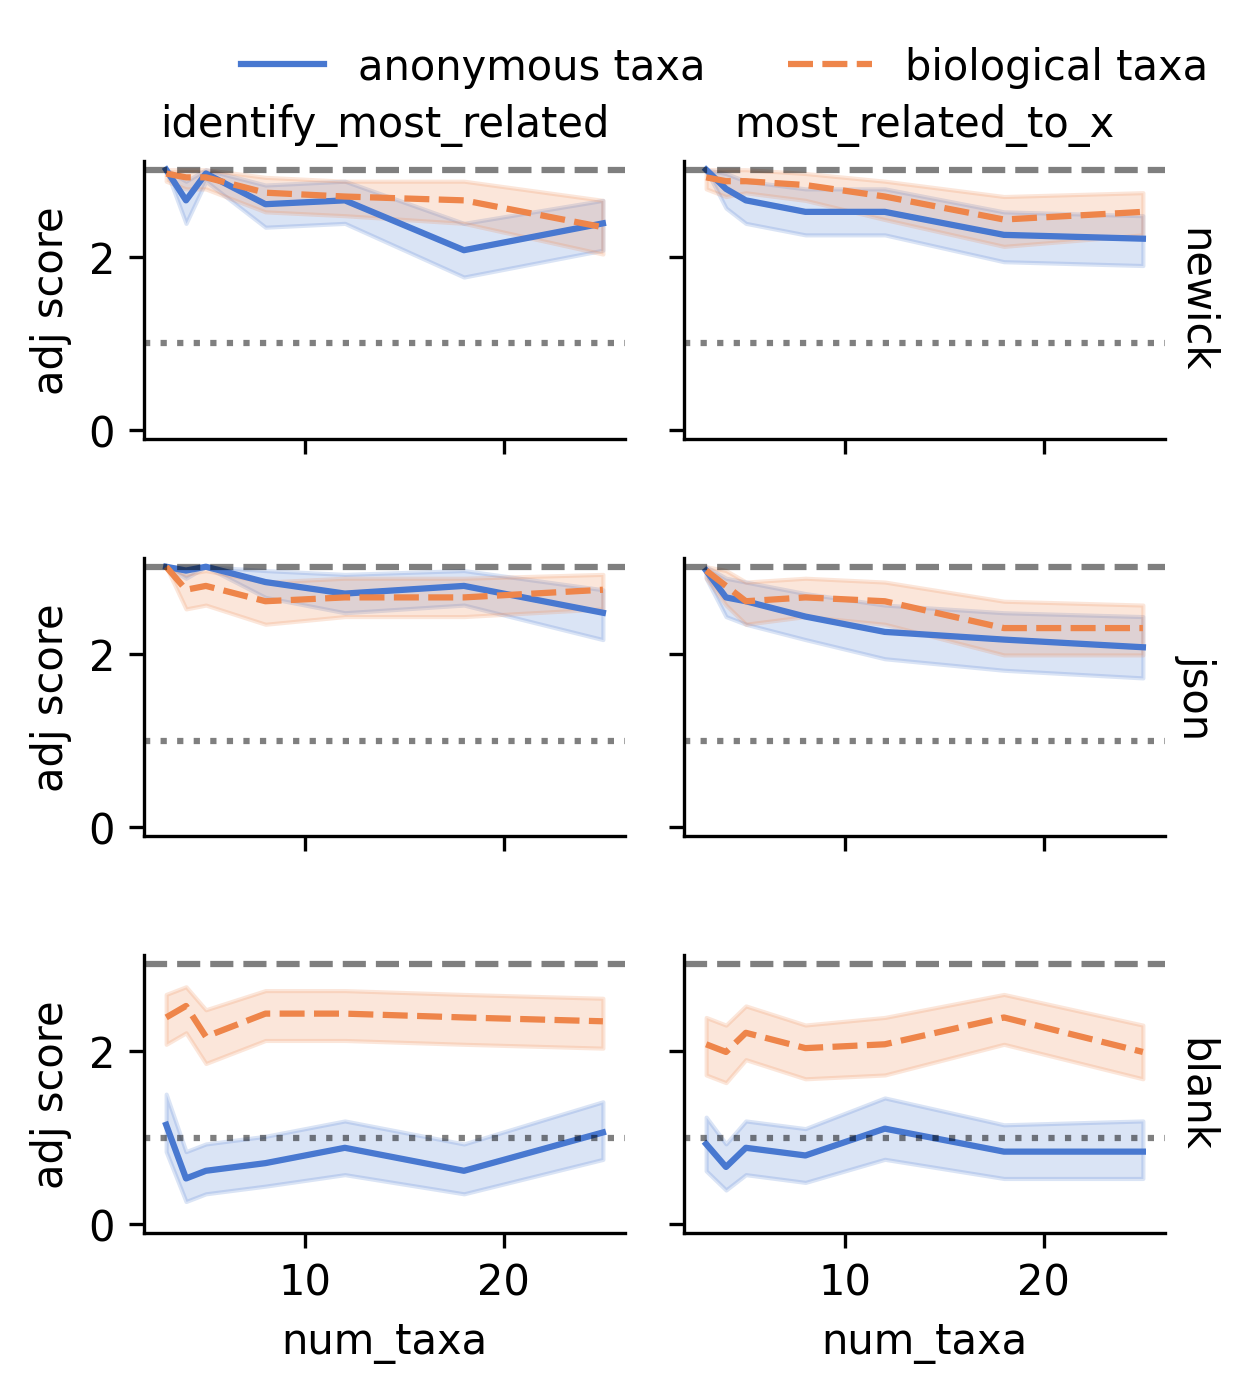 anonymous taxa biological taxa
identify_most_related most_related_to_x
adj score
2
0
newick
adj score
2
0
json
adj score
2
0
blank
10 20 10 20
num_taxa num_taxa